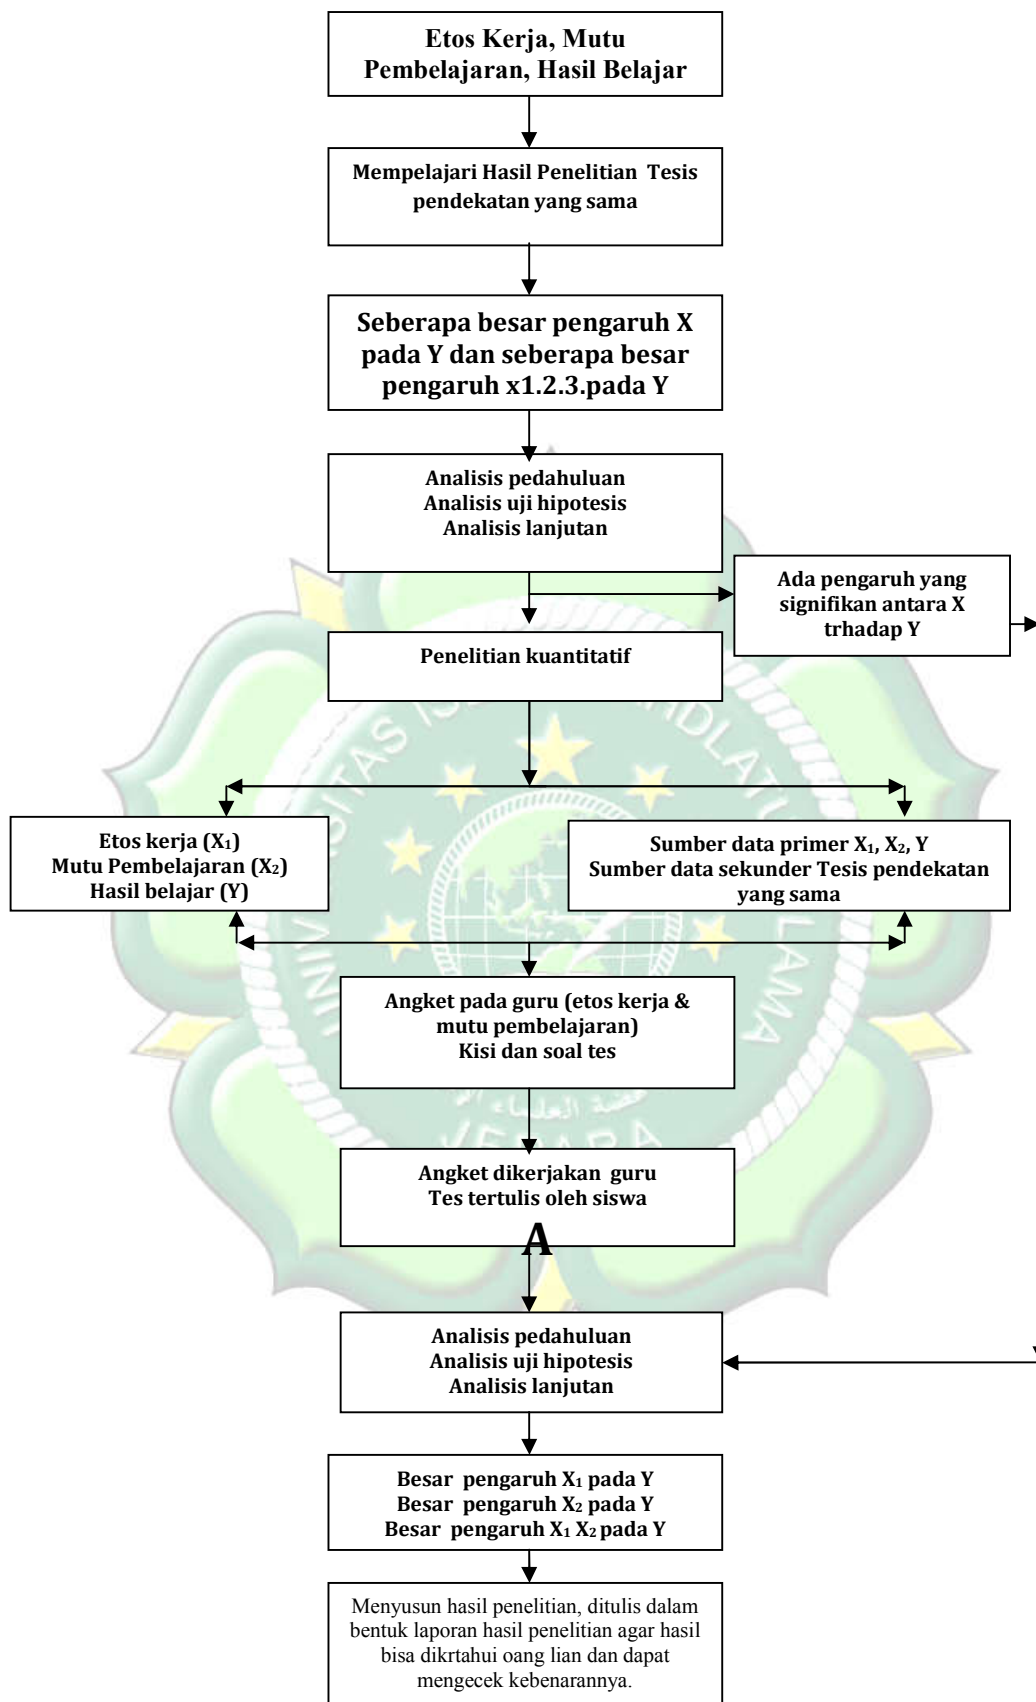 Etos Kerja, Mutu
Pembelajaran, Hasil Belajar
Mempelajari Hasil Penelitian Tesis
pendekatan yang sama
Seberapa besar pengaruh X
pada Y dan seberapa besar
pengaruh x1.2.3.pada Y
Analisis pedahuluan
Analisis uji hipotesis
Analisis lanjutan
Ada pengaruh yang
signifikan antara X
trhadap Y
Penelitian kuantitatif
Etos kerja (X₁)
Mutu Pembelajaran (X₂)
Hasil belajar (Y)
Sumber data primer X₁, X₂, Y
Sumber data sekunder Tesis pendekatan
yang sama
Angket pada guru (etos kerja &
mutu pembelajaran)
Kisi dan soal tes
JEPARA
Angket dikerjakan guru
Tes tertulis oleh siswa
A
Analisis pedahuluan
Analisis uji hipotesis
Analisis lanjutan
Besar pengaruh X₁ pada Y
Besar pengaruh X₂ pada Y
Besar pengaruh X₁ X₂ pada Y
Menyusun hasil penelitian, ditulis dalam
bentuk laporan hasil penelitian agar hasil
bisa dikrtahui oang lian dan dapat
mengecek kebenarannya.